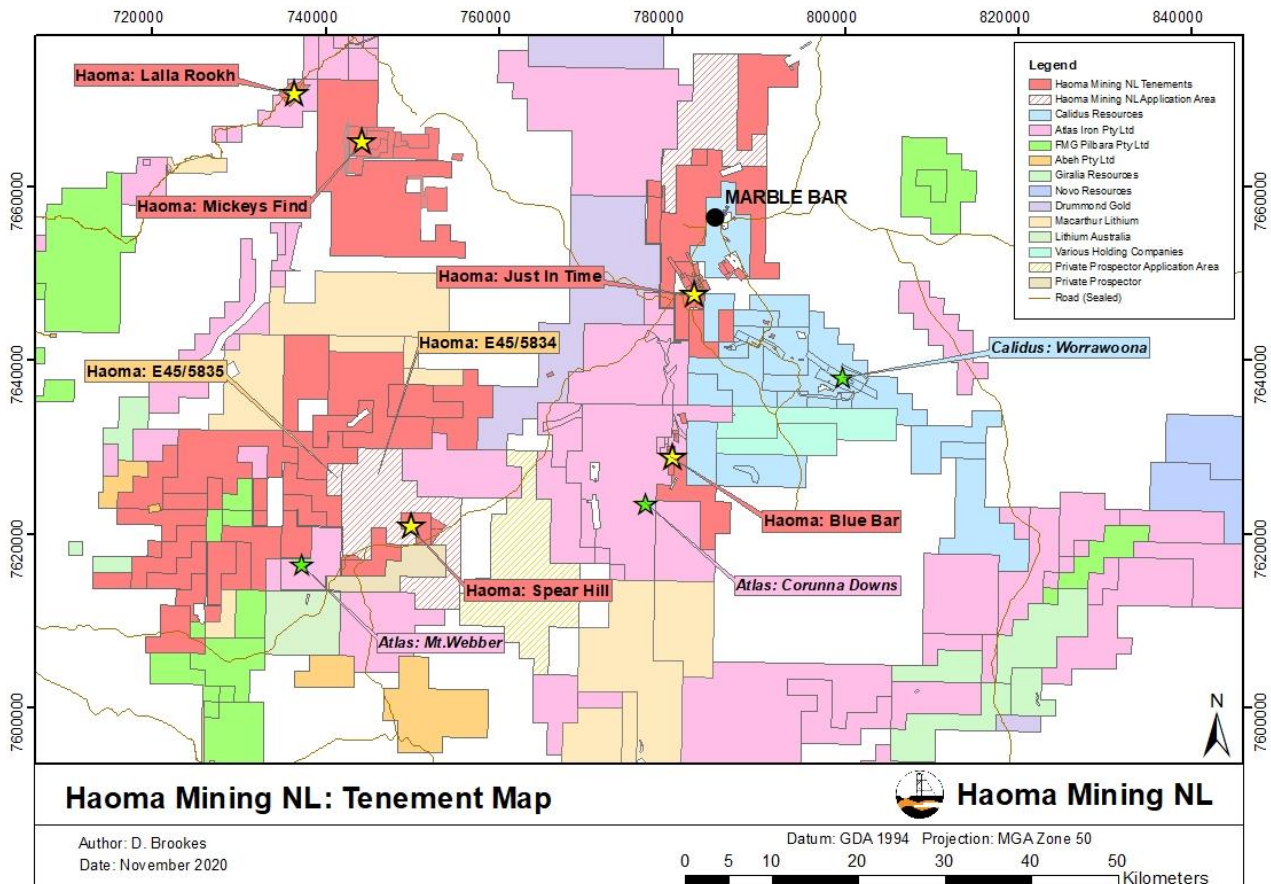 720000 740000 760000 780000 800000 820000 840000
Haoma: Lalla Rookh
Legend
Haoma Mining NL Tenements
Haoma Mining NL Application Area
Calidus Resources
Atlas Iron Pty Ltd
FMG Pilbara Pty Ltd
Abeh Pty Ltd
Giralia Resources
Novo Resources
Drummond Gold
Macarthur Lithium
Lithium Australia
Various Holding Companies
Private Prospector Application Area
Private Prospector
Road (Sealed)
7660000 7660000
Haoma: Mickeys Find
MARBLE BAR
Haoma: Just In Time
Haoma: E45/5834
Calidus: Worrawoona
7640000 7640000
Haoma: E45/5835
Haoma: Blue Bar
7620000 7620000
Haoma: Spear Hill
Atlas: Corunna Downs
Atlas: Mt.Webber
7600000 7600000
N
Haoma Mining NL: Tenement Map
Haoma Mining NL
Author: D. Brookes
Date: November 2020
Datum: GDA 1994 Projection: MGA Zone 50
0 5 10 20 30 40 50
Kilometers